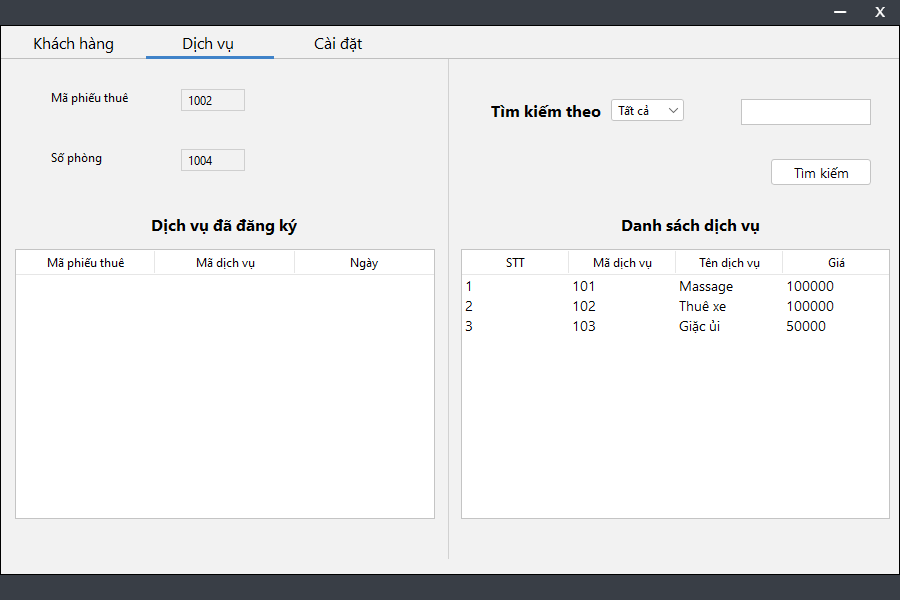 X
Khách hàng Dịch vụ Cài đặt
Mã phiếu thuê 1002
Số phòng 1004
Dịch vụ đã đăng ký
Mã phiếu thuê Mã dịch vụ Ngày
Tìm kiếm theo Tất cả
Tìm kiếm
Danh sách dịch vụ
STT Mã dịch vụ Tên dịch vụ Giá
1 101 Massage 100000
2 102 Thuê xe 100000
3 103 Giặc ủi 50000